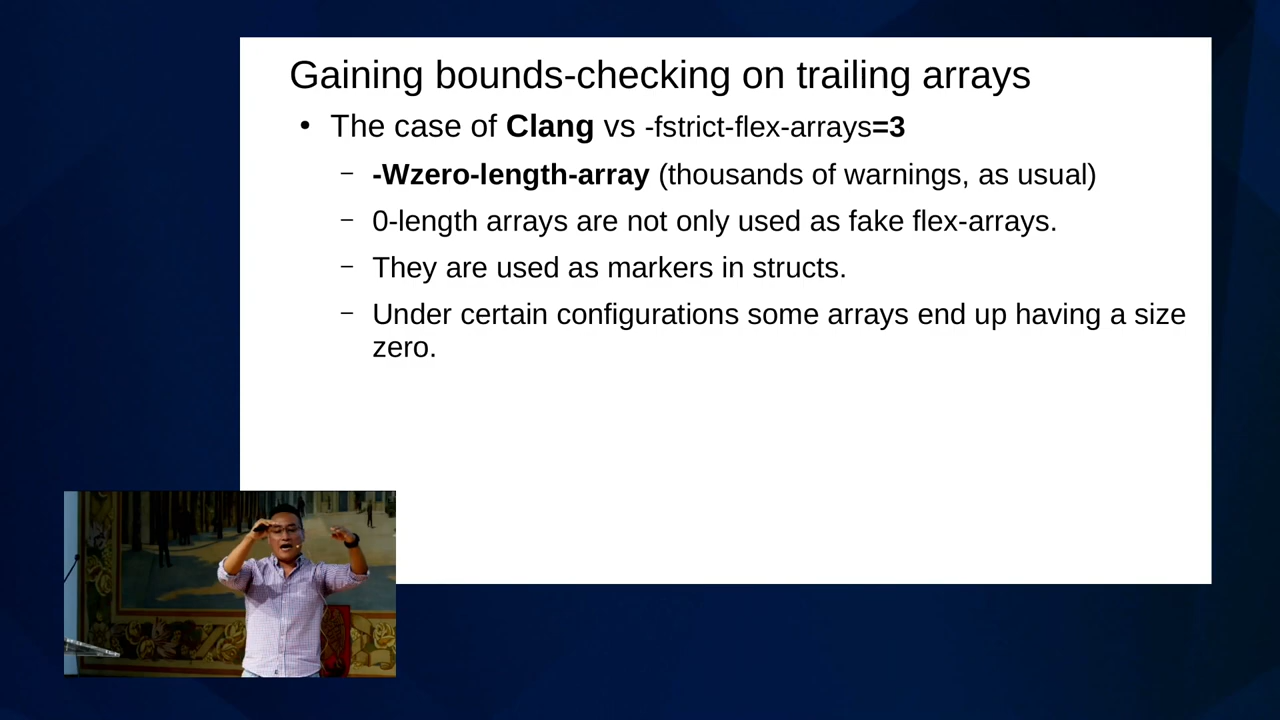 Gaining bounds-checking on trailing arrays
• The case of Clang vs -fstrict-flex-arrays=3
– -Wzero-length-array (thousands of warnings, as usual)
– 0-length arrays are not only used as fake flex-arrays.
– They are used as markers in structs.
– Under certain configurations some arrays end up having a size
zero.